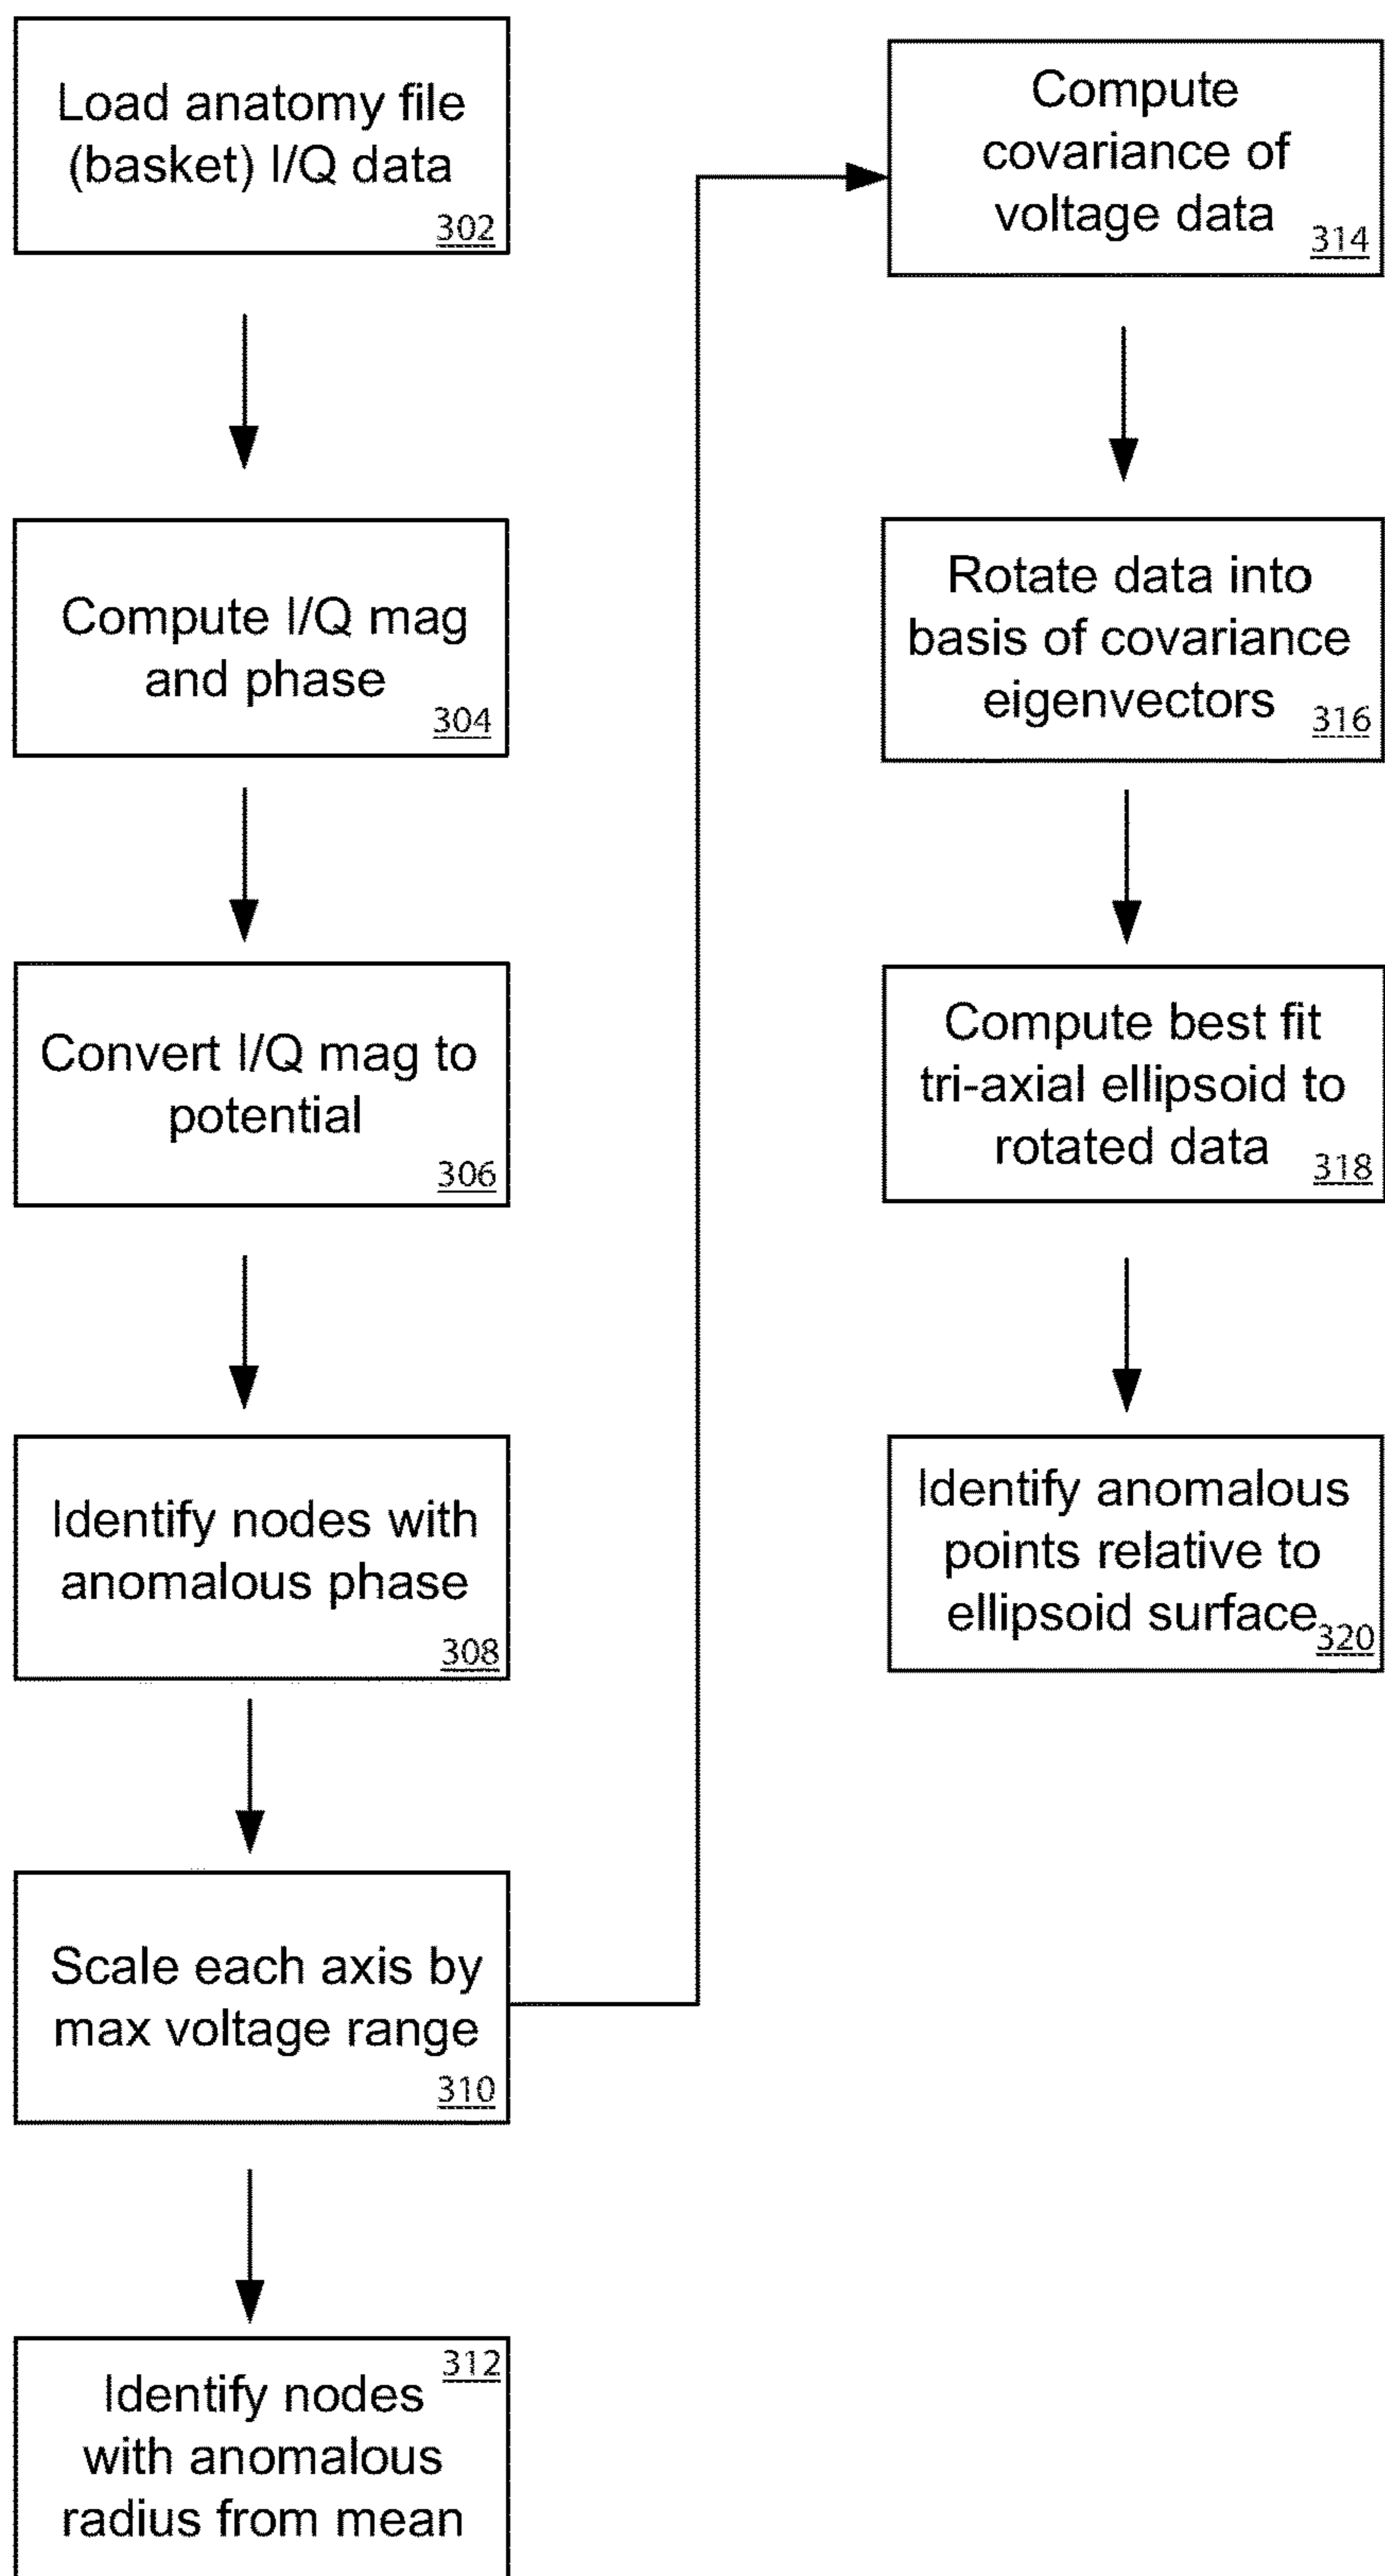 Load anatomy file
(basket) I/Q data
302
Compute I/Q mag
and phase
304
Convert I/Q mag to
potential
306
Identify nodes with
anomalous phase
308
Scale each axis by
max voltage range
310
312
Identify nodes
with anomalous
radius from mean
Compute
covariance of
voltage data
314
Rotate data into
basis of covariance
eigenvectors
316
Compute best fit
tri-axial ellipsoid to
rotated data
318
Identify anomalous
points relative to
ellipsoid surface
320